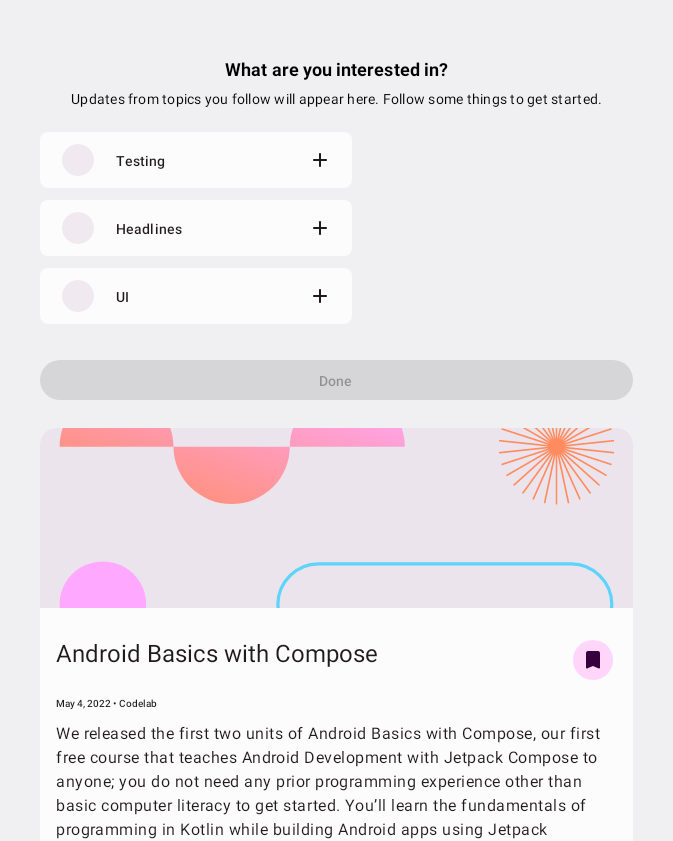 What are you interested in?
Updates from topics you follow will appear here. Follow some things to get started.
Testing
Headlines
UI
Done
Android Basics with Compose
May 4, 2022 • Codelab
We released the first two units of Android Basics with Compose, our first
free course that teaches Android Development with Jetpack Compose to
anyone; you do not need any prior programming experience other than
basic computer literacy to get started. You’ll learn the fundamentals of
programming in Kotlin while building Android apps using Jetpack